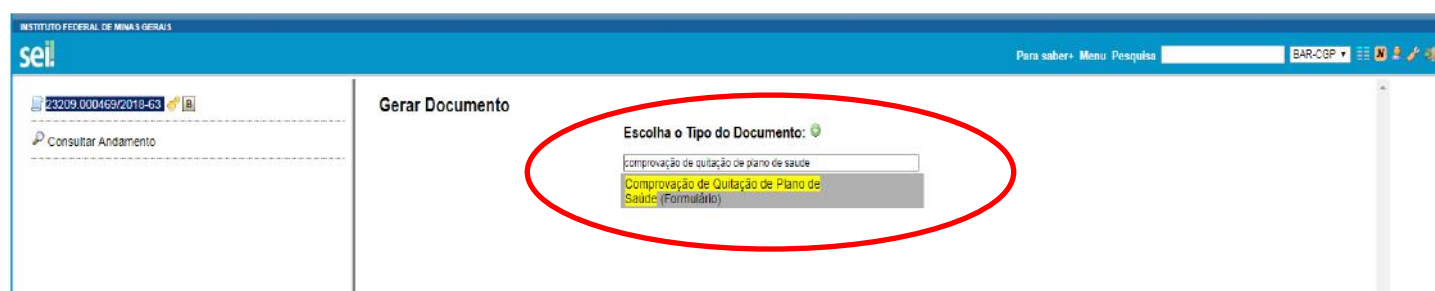 INSTITUTO FEDERAL DE MINAS GERAIS
sei!
Para saber+ Menu Pesquisa BAR-CGP
23209.000469/2018-63
Consultar Andamento
Gerar Documento
Escolha o Tipo do Documento:
comprovação de quitação de plano de saude
Comprovação de Quitação de Plano de
Saúde (Formulário)